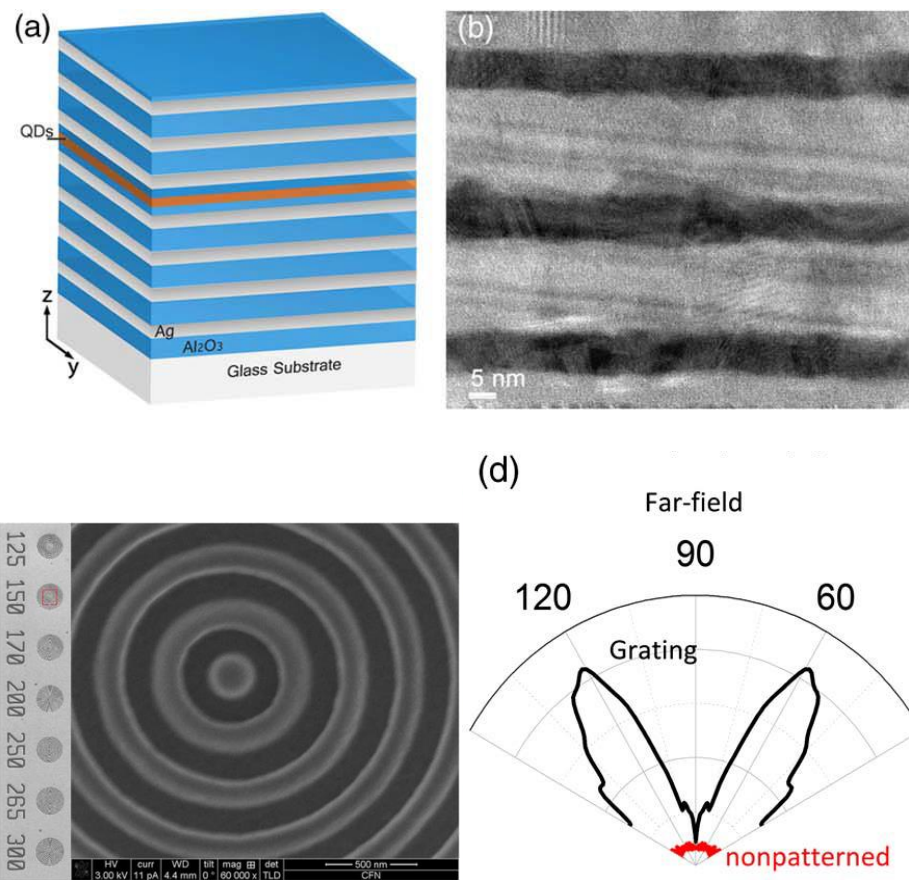 (a)
QDs
Ag
Al₂O₃
Glass Substrate
z
y
(b)
5 nm
125
150
170
200
250
265
300
HV curr WD tilt mag ⊞ det
3.00 kV 11 pA 4.4 mm 0° 60 000 x TLD
500 nm
CFN
(d)
Far-field
90
120 60
Grating
nonpatterned